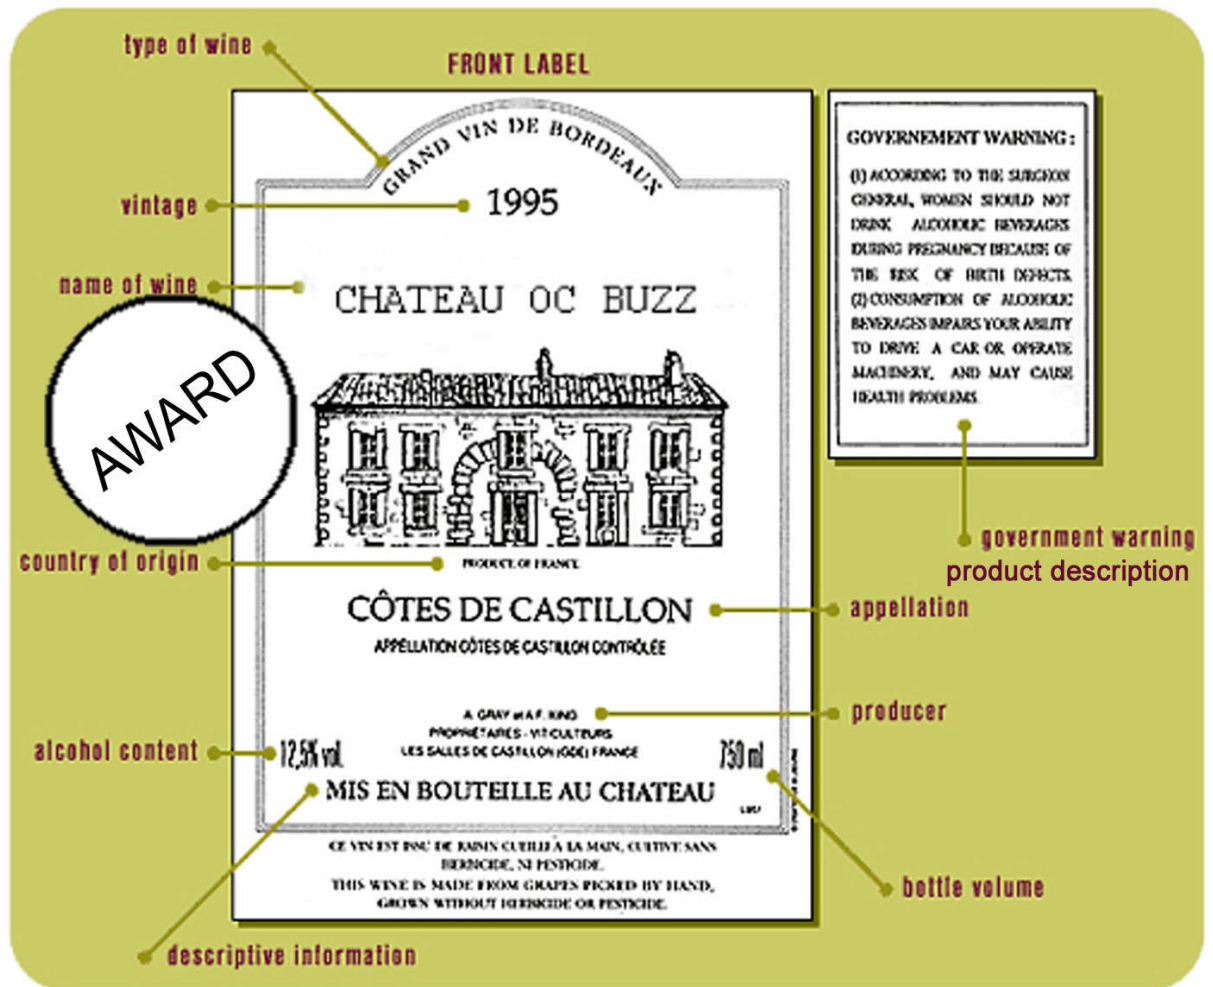 type of wine
FRONT LABEL
GRAND VIN DE BORDEAUX
vintage
1995
name of wine
CHATEAU OC BUZZ
AWARD
country of origin
PRODUCE OF FRANCE
CÔTES DE CASTILLON
appellation
APPELLATION CÔTES DE CASTILLON CONTRÔLÉE
A. GRAY et A.F. KING
producer
PROPRIÉTAIRES - VITICULTEURS
LES SALLES DE CASTILLON (GDE) FRANCE
alcohol content
12,5% vol.
750 ml
MIS EN BOUTEILLE AU CHATEAU
CE VIN EST ISSU DE RAISIN CUEILLI À LA MAIN, CULTIVE SANS
HERBICIDE, NI PESTICIDE.
THIS WINE IS MADE FROM GRAPES PICKED BY HAND,
GROWN WITHOUT HERBICIDE OR PESTICIDE.
bottle volume
descriptive information
GOVERNEMENT WARNING :
(1) ACCORDING TO THE SURGEON
GENERAL, WOMEN SHOULD NOT
DRINK ALCOHOLIC BEVERAGES
DURING PREGNANCY BECAUSE OF
THE RISK OF BIRTH DEFECTS.
(2) CONSUMPTION OF ALCOHOLIC
BEVERAGES IMPAIRS YOUR ABILITY
TO DRIVE A CAR OR OPERATE
MACHINERY, AND MAY CAUSE
HEALTH PROBLEMS.
government warning
product description